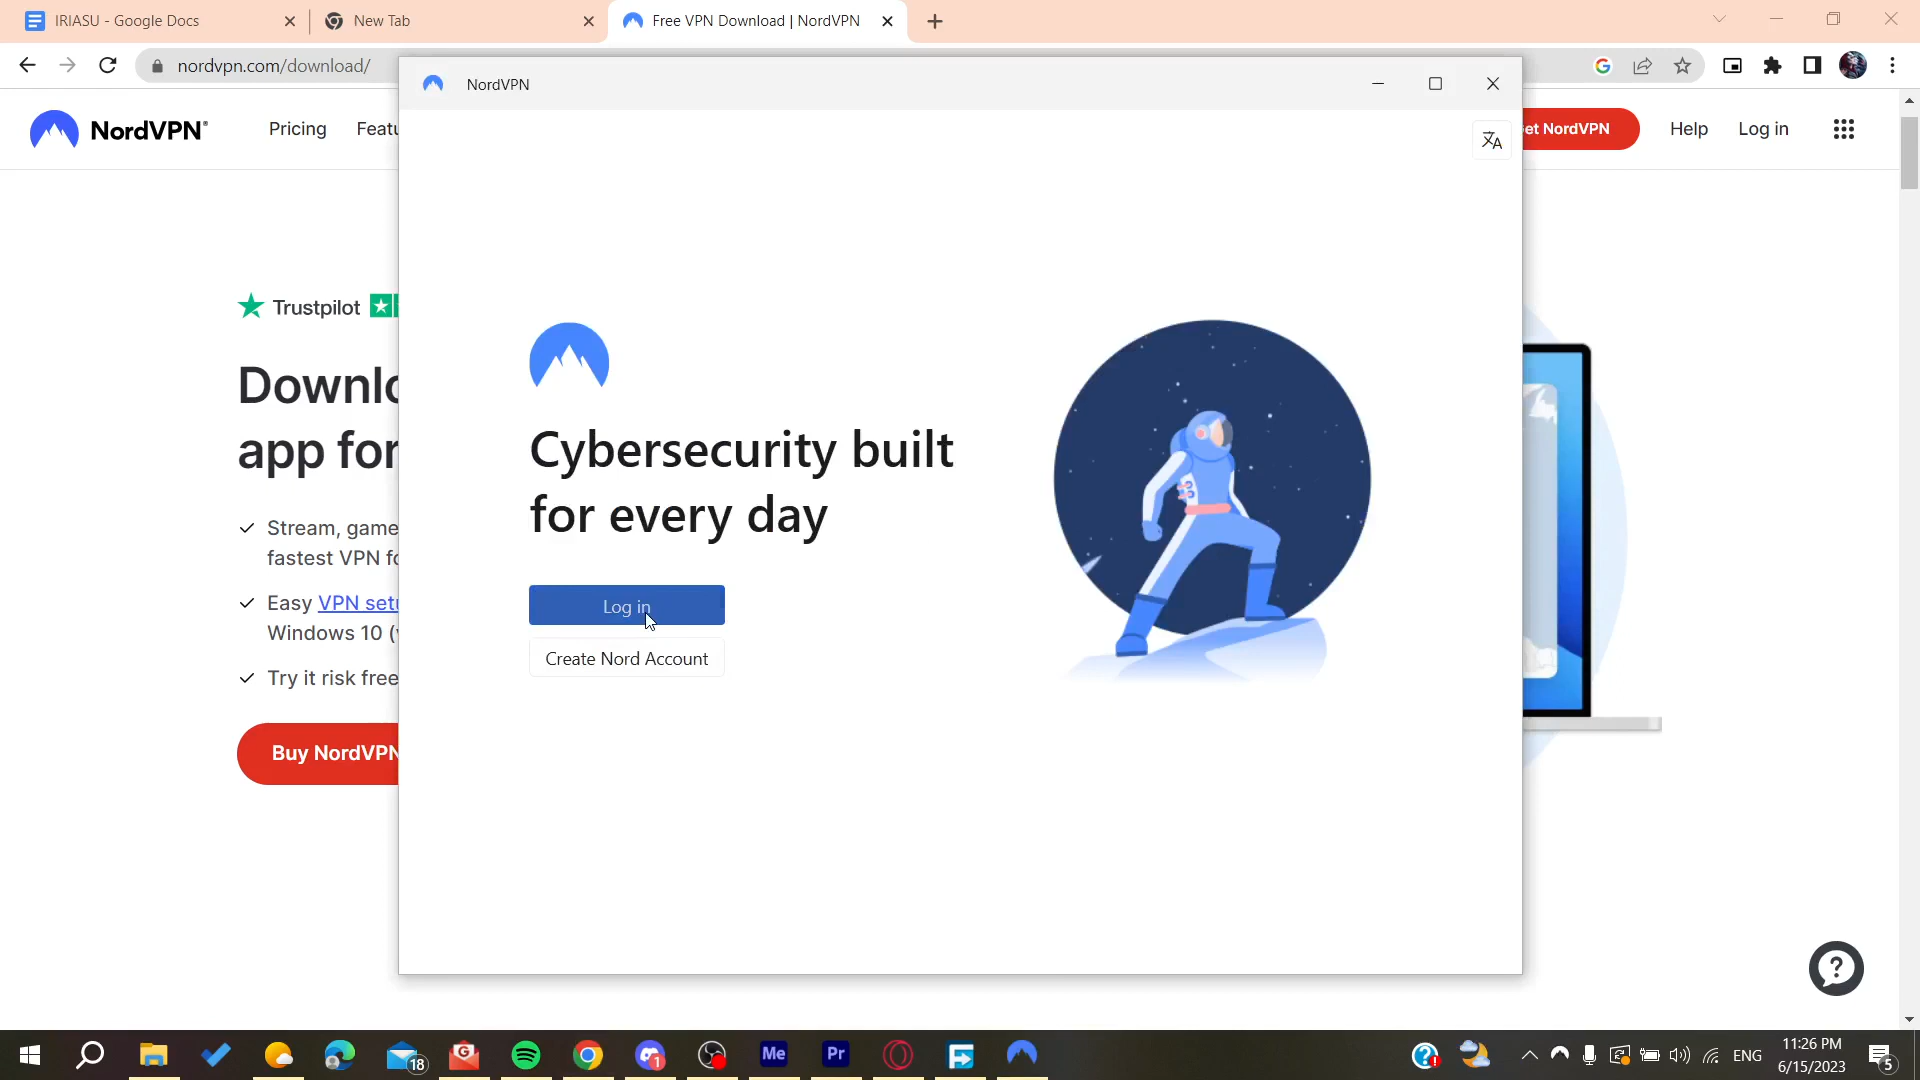 IRIASU - Google Docs
New Tab
Free VPN Download | NordVPN
nordvpn.com/download/
NordVPN
NordVPN®
Pricing
Featu
et NordVPN
Help
Log in
Trustpilot
Downlo
app for
Stream, game
fastest VPN fo
Easy VPN setu
Windows 10 (v
Try it risk free
Buy NordVPN
Cybersecurity built
for every day
Log in
Create Nord Account
18
1
Me
Pr
ENG
11:26 PM
6/15/2023
5